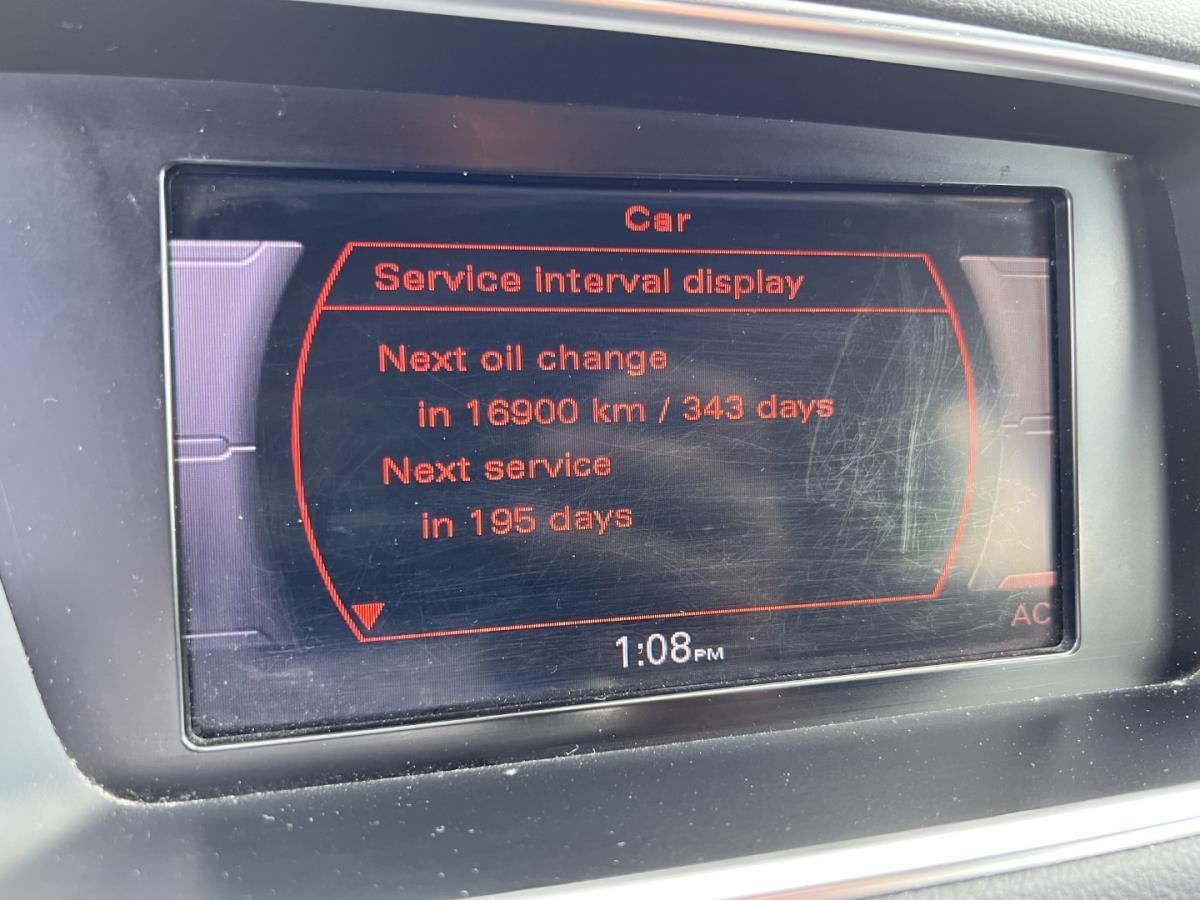 Car
Service interval display
Next oil change
in 16900 km / 343 days
Next service
in 195 days
AC
1:08PM